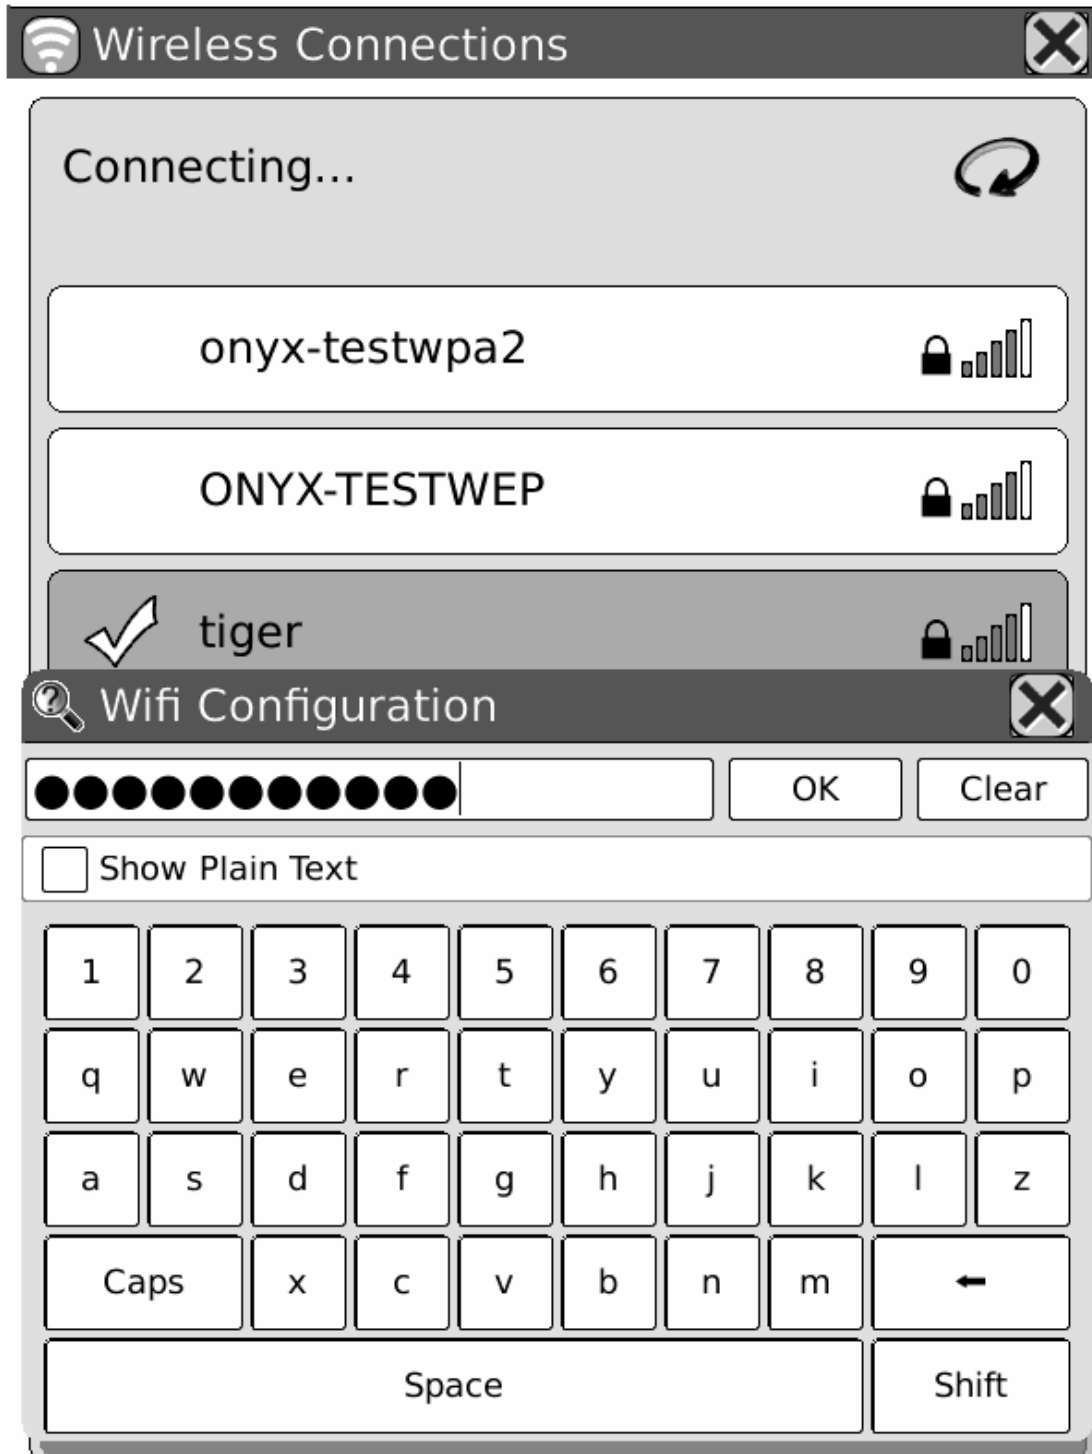 Wireless Connections
Connecting...
onyx-testwpa2
ONYX-TESTWEP
tiger
Wifi Configuration
●●●●●●●●●●● OK Clear
Show Plain Text
1 2 3 4 5 6 7 8 9 0
q w e r t y u i o p
a s d f g h j k l z
Caps x c v b n m ←
Space Shift